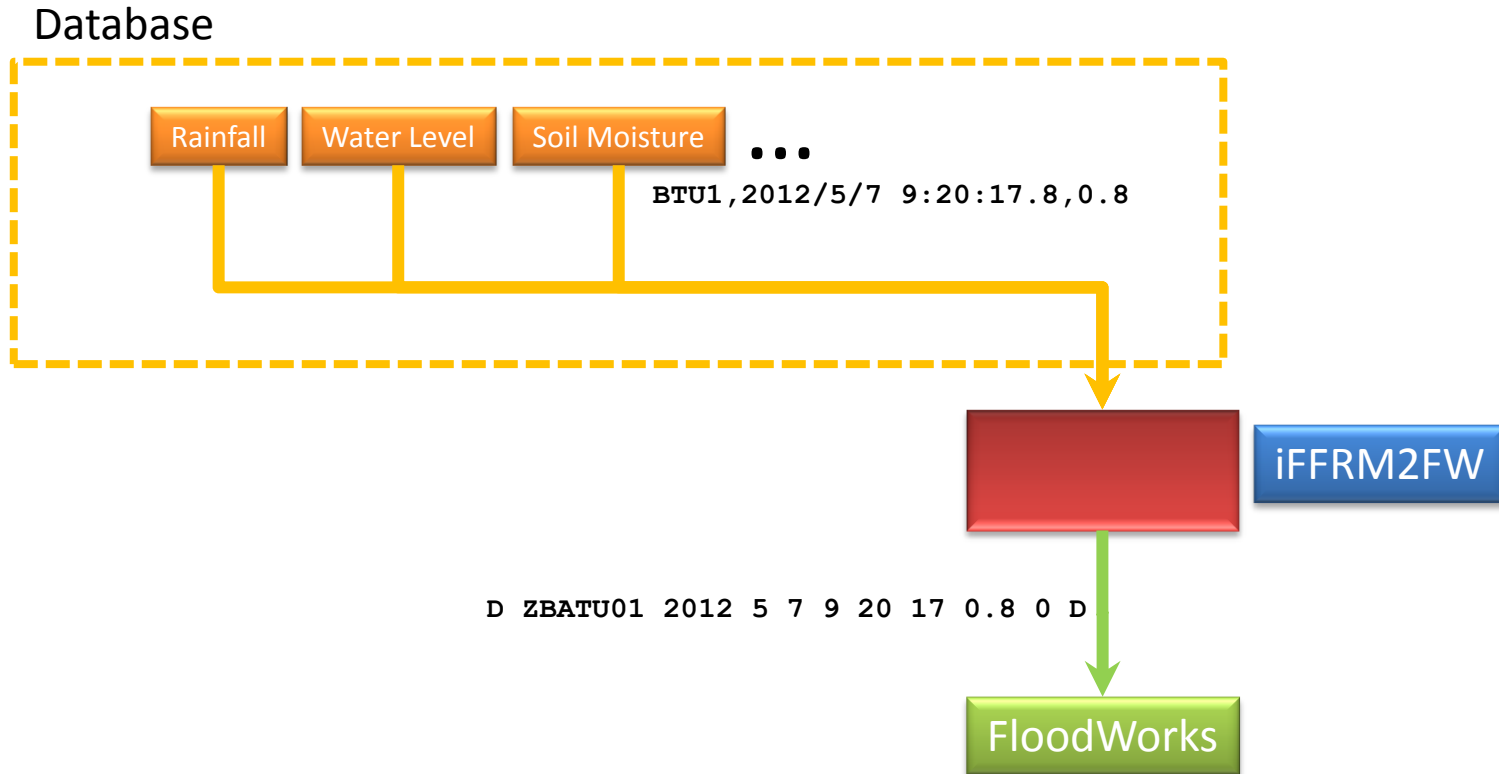 Database
Rainfall
Water Level
Soil Moisture
...
BTU1,2012/5/7 9:20:17.8,0.8
iFFRM2FW
D ZBATU01 2012 5 7 9 20 17 0.8 0 D
FloodWorks